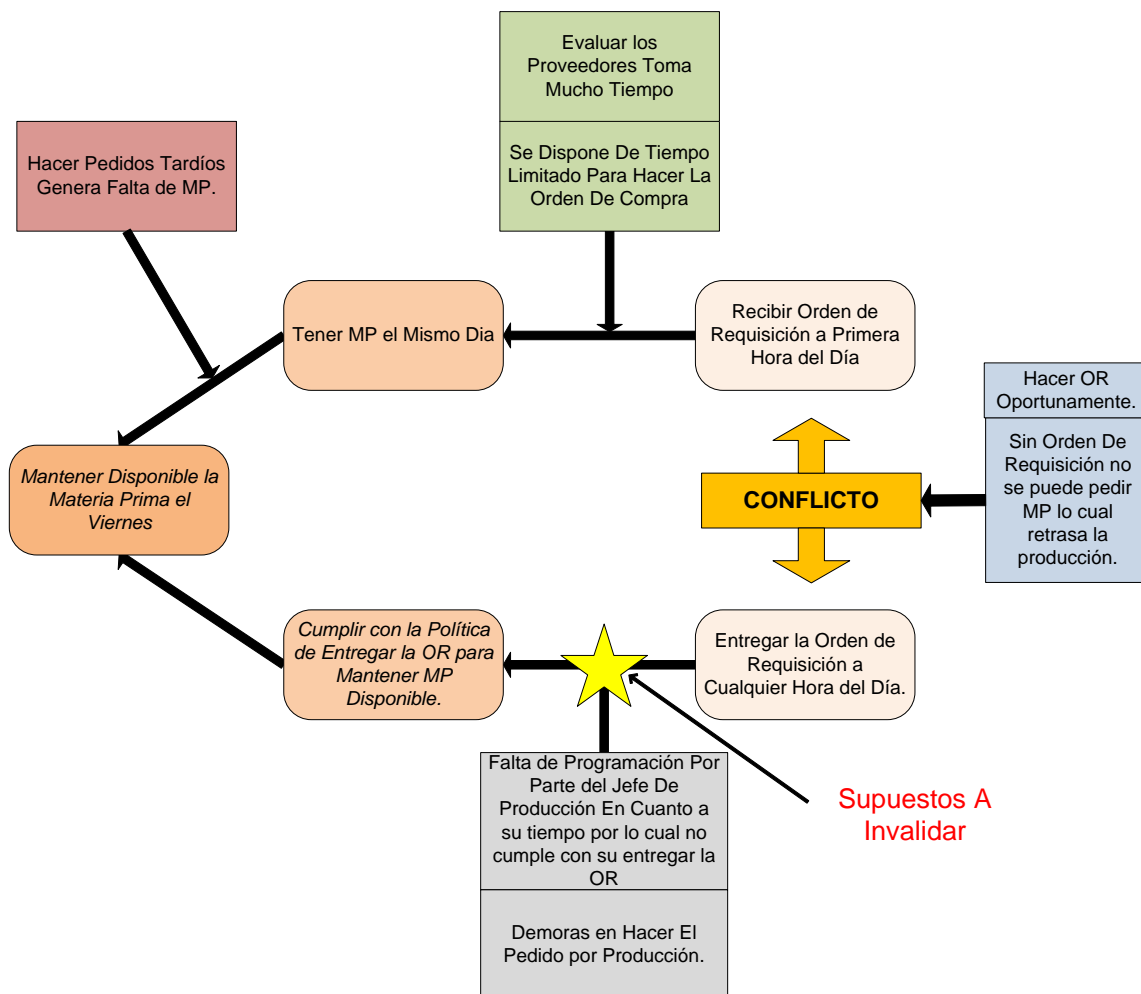 Evaluar los
Proveedores Toma
Mucho Tiempo
Se Dispone De Tiempo
Limitado Para Hacer La
Orden De Compra
Hacer Pedidos Tardíos
Genera Falta de MP.
Tener MP el Mismo Dia
Recibir Orden de
Requisición a Primera
Hora del Día
Hacer OR
Oportunamente.
Sin Orden De
Requisición no
se puede pedir
MP lo cual
retrasa la
producción.
Mantener Disponible la
Materia Prima el
Viernes
CONFLICTO
Cumplir con la Política
de Entregar la OR para
Mantener MP
Disponible.
Entregar la Orden de
Requisición a
Cualquier Hora del Día.
Falta de Programación Por
Parte del Jefe De
Producción En Cuanto a
su tiempo por lo cual no
cumple con su entregar la
OR
Demoras en Hacer El
Pedido por Producción.
Supuestos A
Invalidar